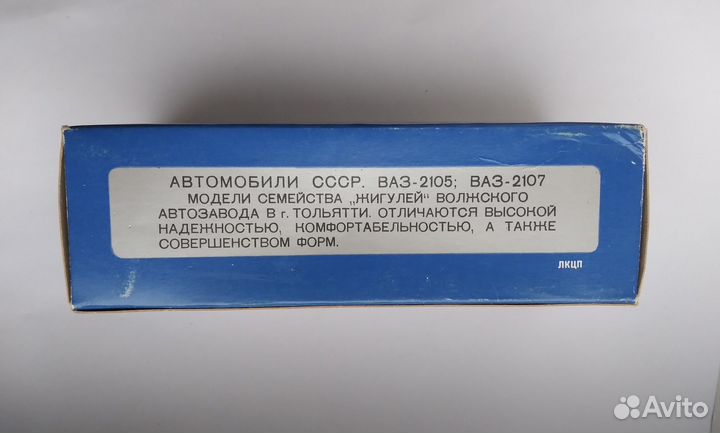 АВТОМОБИЛИ СССР. ВАЗ-2105; ВАЗ-2107
МОДЕЛИ СЕМЕЙСТВА „ЖИГУЛЕЙ“ ВОЛЖСКОГО
АВТОЗАВОДА В г. ТОЛЬЯТТИ. ОТЛИЧАЮТСЯ ВЫСОКОЙ
НАДЕЖНОСТЬЮ, КОМФОРТАБЕЛЬНОСТЬЮ, А ТАКЖЕ
СОВЕРШЕНСТВОМ ФОРМ.
ЛКЦП
Avito